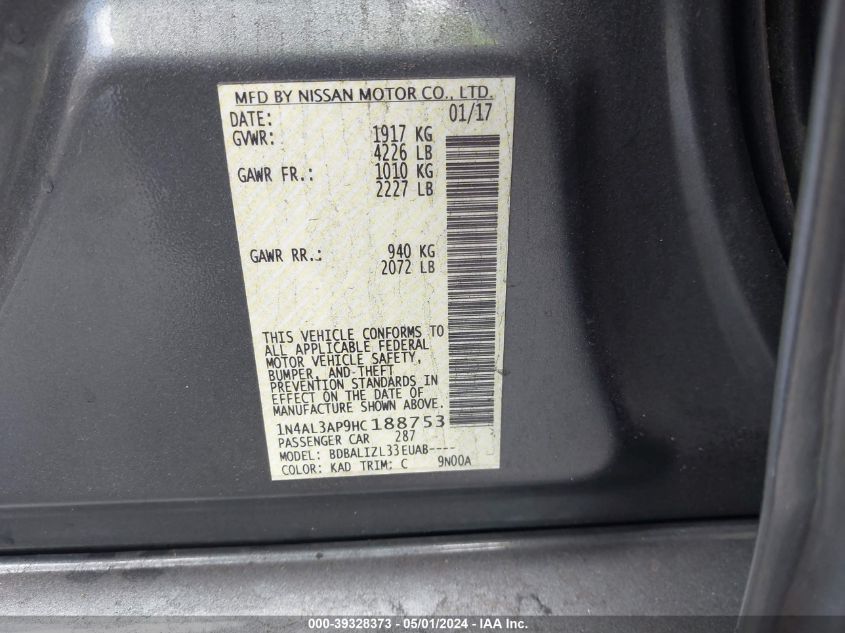 MFD BY NISSAN MOTOR CO., LTD.
DATE: 01/17
GVWR: 1917 KG
4226 LB
GAWR FR.: 1010 KG
2227 LB
GAWR RR.: 940 KG
2072 LB
THIS VEHICLE CONFORMS TO
ALL APPLICABLE FEDERAL
MOTOR VEHICLE SAFETY,
BUMPER, AND THEFT
PREVENTION STANDARDS IN
EFFECT ON THE DATE OF
MANUFACTURE SHOWN ABOVE.
1N4AL3AP9HC188753
PASSENGER CAR 287
MODEL: BDBALIZL33EUAB----
COLOR: KAD TRIM: C 9N00A
000-39328373 - 05/01/2024 - IAA Inc.